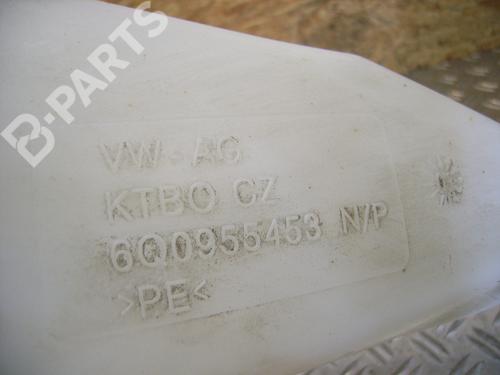 B-PARTS
VW AG
KTBO CZ
6Q0955453 N/P
>PE<